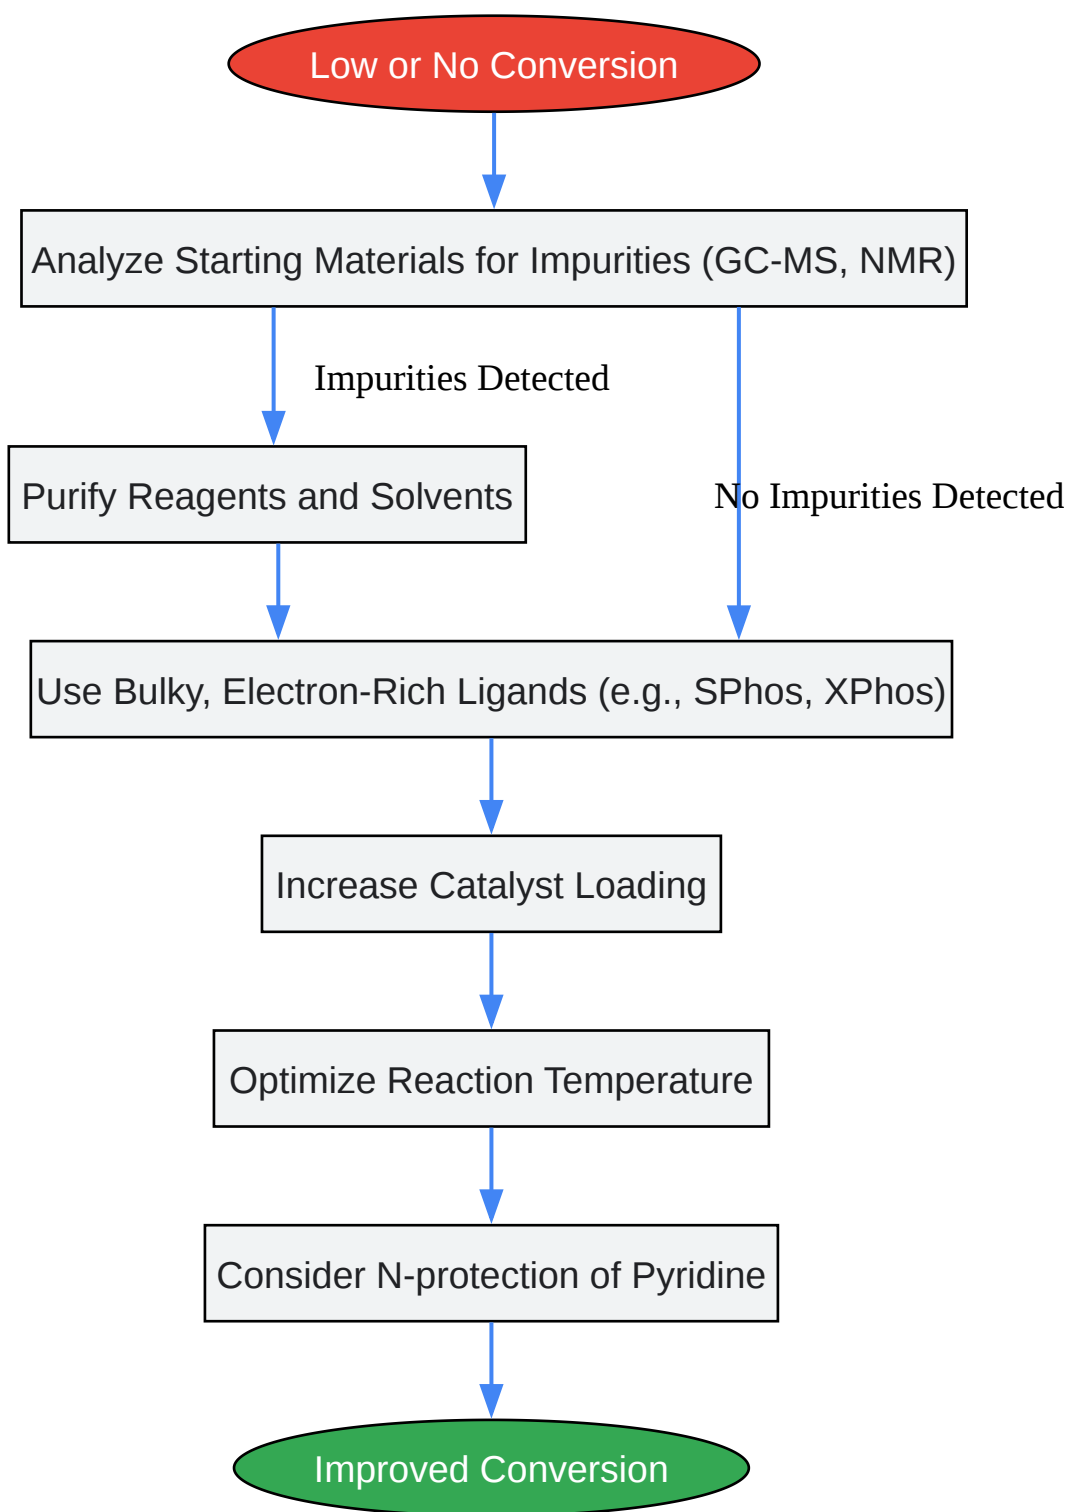 Low or No Conversion
Analyze Starting Materials for Impurities (GC-MS, NMR)
Impurities Detected
Purify Reagents and Solvents
No Impurities Detected
Use Bulky, Electron-Rich Ligands (e.g., SPhos, XPhos)
Increase Catalyst Loading
Optimize Reaction Temperature
Consider N-protection of Pyridine
Improved Conversion